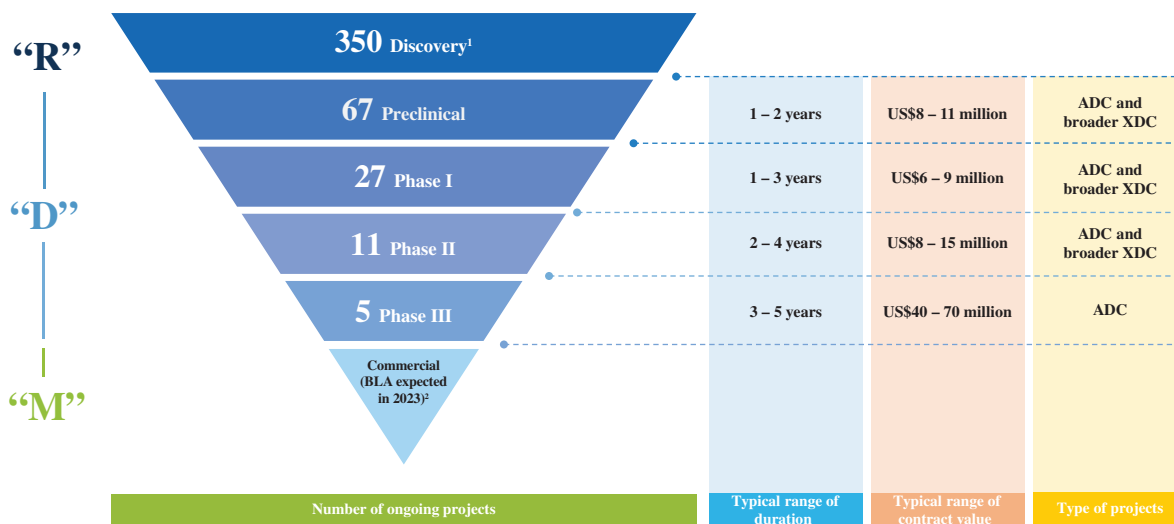 “R”
“D”
“M”
350 Discovery¹
67 Preclinical
1 – 2 years
US$8 – 11 million
ADC and
broader XDC
27 Phase I
1 – 3 years
US$6 – 9 million
ADC and
broader XDC
11 Phase II
2 – 4 years
US$8 – 15 million
ADC and
broader XDC
5 Phase III
3 – 5 years
US$40 – 70 million
ADC
Commercial
(BLA expected
in 2023)²
Number of ongoing projects
Typical range of
duration
Typical range of
contract value
Type of projects